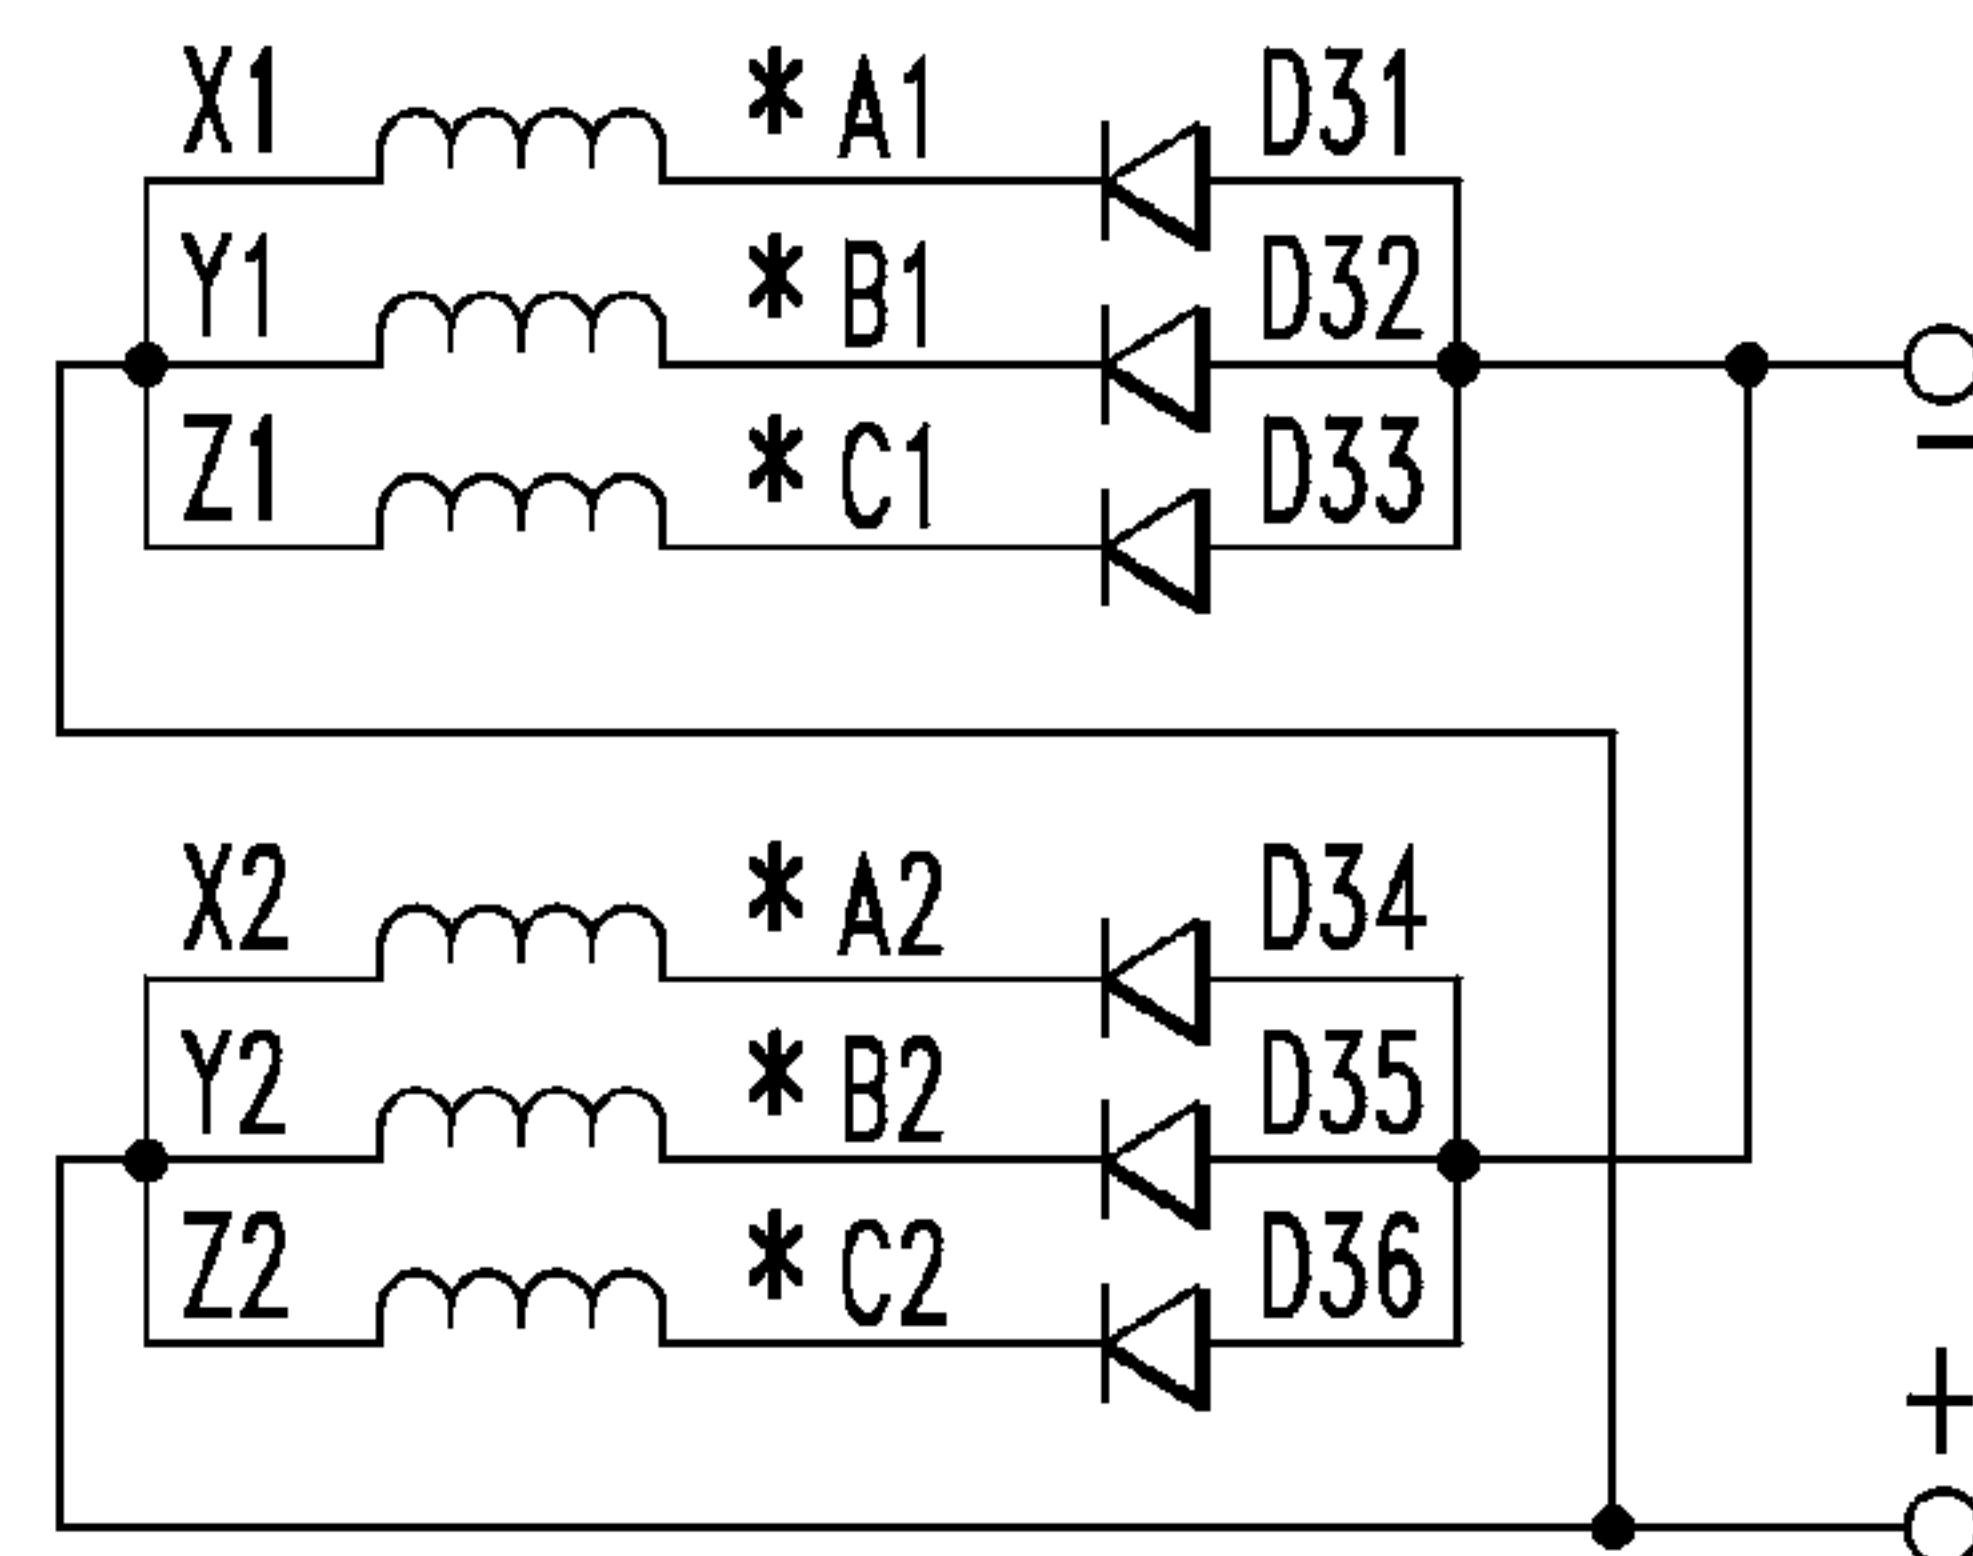 X1 * A1 D31
Y1 * B1 D32
Z1 * C1 D33
−
X2 * A2 D34
Y2 * B2 D35
Z2 * C2 D36
+